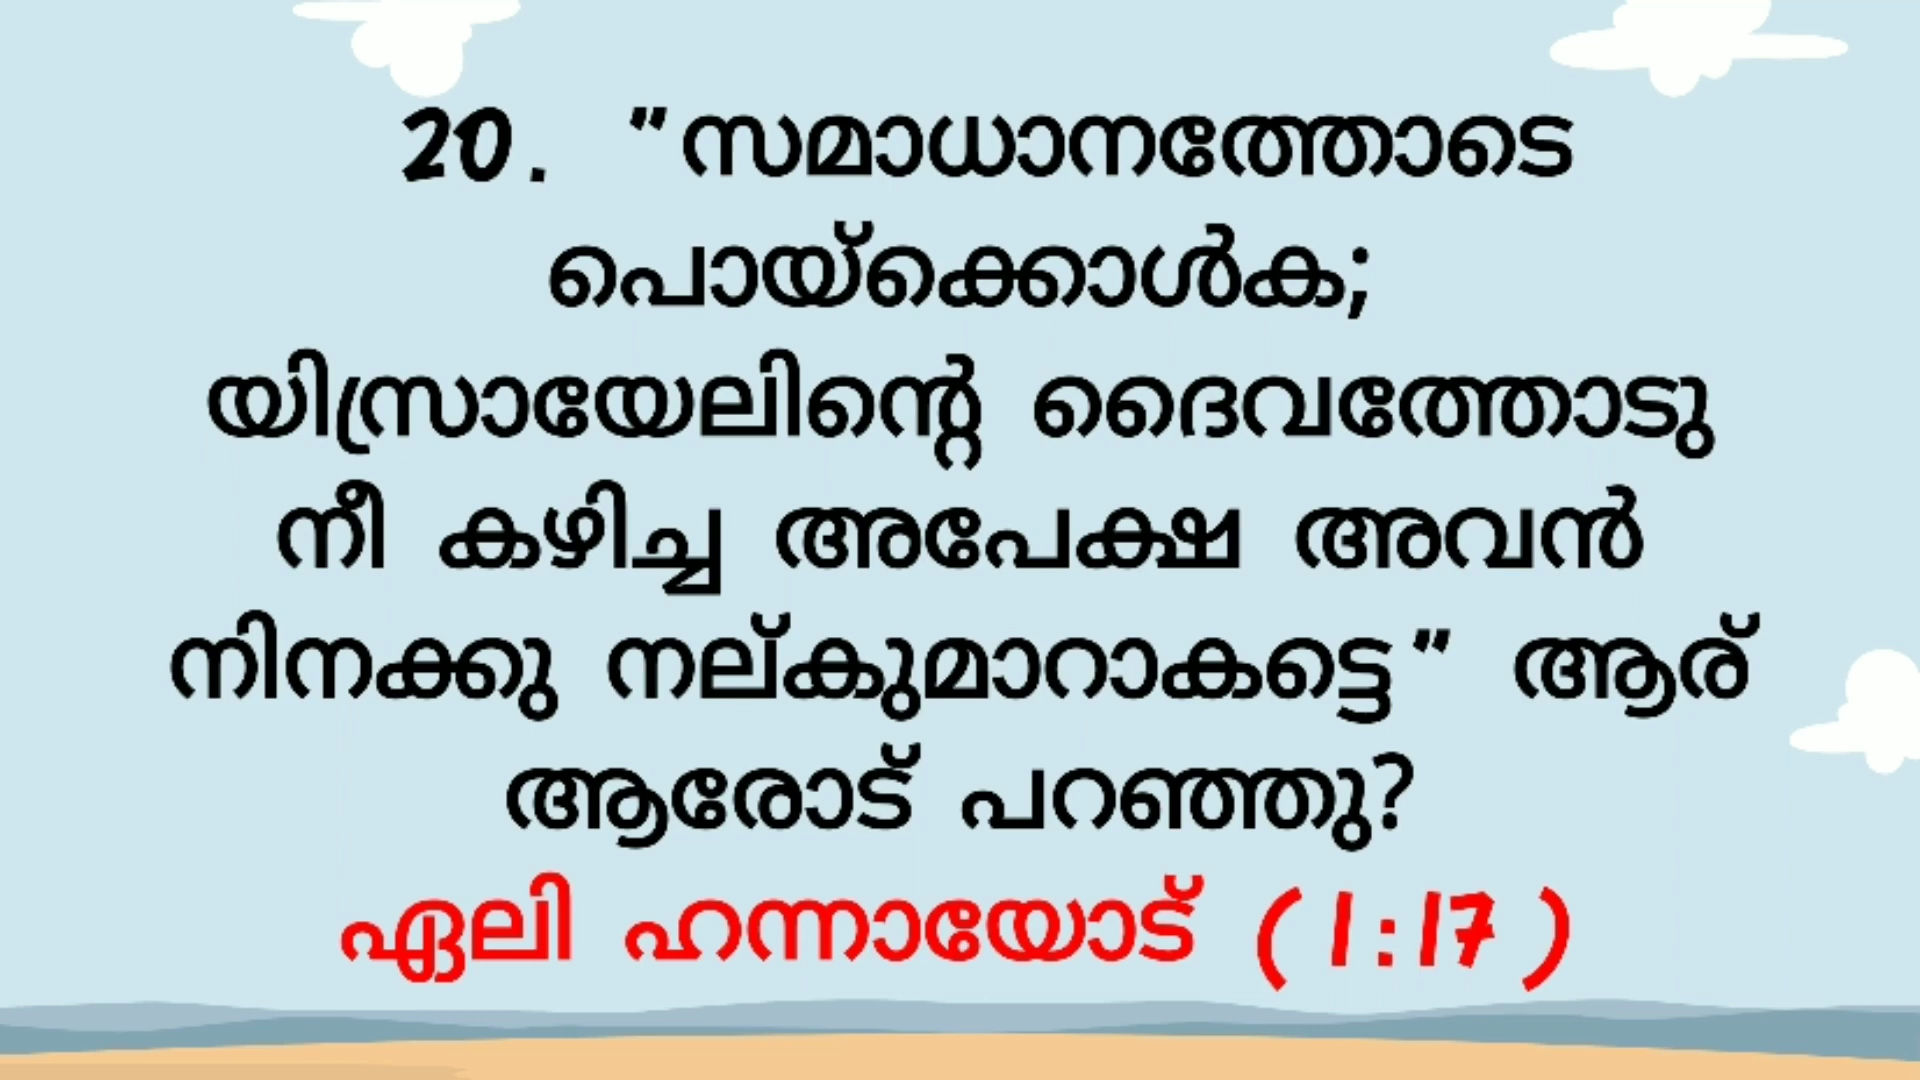 20. "സമാധാനത്തോടെ
പൊയ്ക്കൊൾക;
യിസ്രായേലിന്റെ ദൈവത്തോടു
നീ കഴിച്ച അപേക്ഷ അവൻ
നിനക്കു നല്കുമാറാകട്ടെ" ആര്
ആരോട് പറഞ്ഞു?
ഏലി ഹന്നായോട് (1:17)